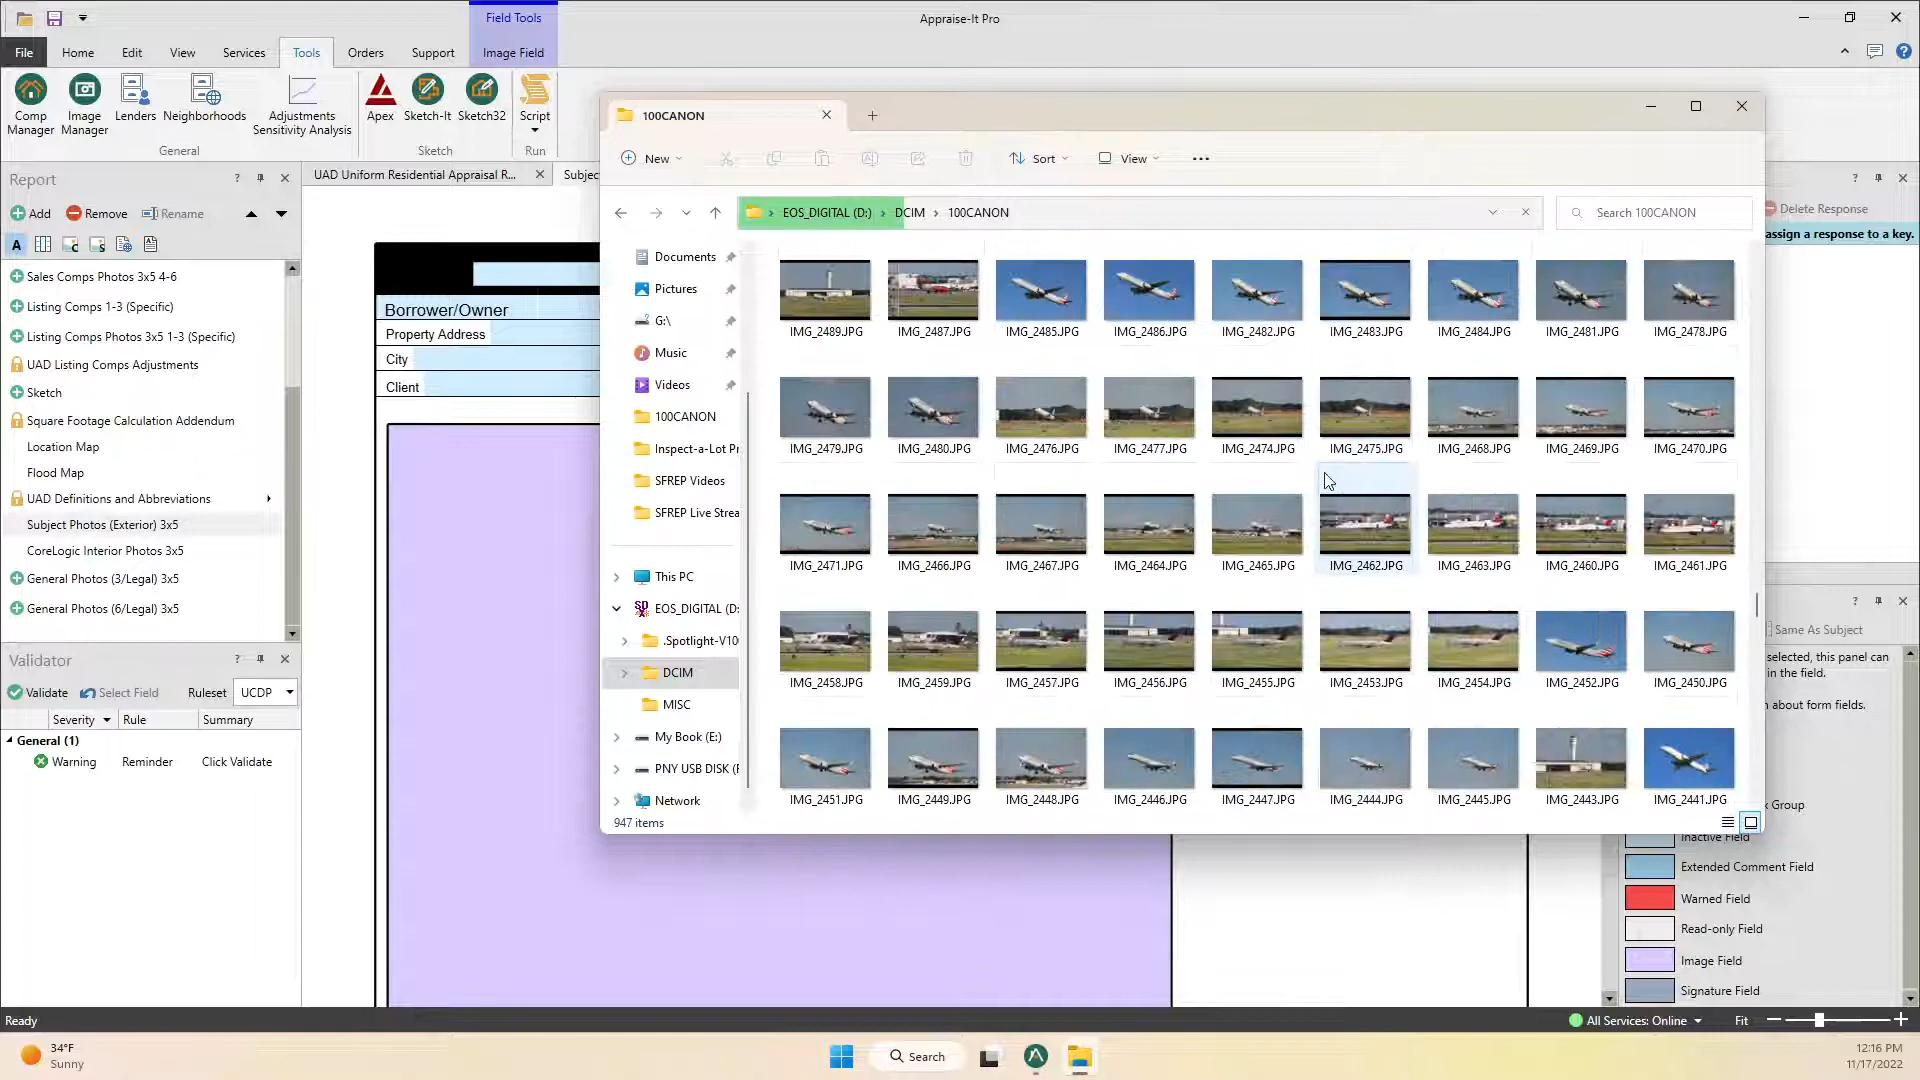 Field Tools
Appraise-It Pro
File
Home
Edit
View
Services
Tools
Orders
Support
Image Field
Comp Manager
Image Manager
Lenders
Neighborhoods
Adjustments Sensitivity Analysis
General
Apex
Sketch-It
Sketch32
Sketch
Script
Run
Report
Add
Remove
Rename
A
Sales Comps Photos 3x5 4-6
Listing Comps 1-3 (Specific)
Listing Comps Photos 3x5 1-3 (Specific)
UAD Listing Comps Adjustments
Sketch
Square Footage Calculation Addendum
Location Map
Flood Map
UAD Definitions and Abbreviations
Subject Photos (Exterior) 3x5
CoreLogic Interior Photos 3x5
General Photos (3/Legal) 3x5
General Photos (6/Legal) 3x5
Validator
Validate
Select Field
Ruleset
UCDP
Severity
Rule
Summary
General (1)
Warning
Reminder
Click Validate
UAD Uniform Residential Appraisal R...
Subjec
Borrower/Owner
Property Address
City
Client
100CANON
New
Sort
View
EOS_DIGITAL (D:)
DCIM
100CANON
Search 100CANON
Documents
Pictures
G:\
Music
Videos
100CANON
Inspect-a-Lot Pr
SFREP Videos
SFREP Live Strea
This PC
EOS_DIGITAL (D:
.Spotlight-V10
DCIM
MISC
My Book (E:)
PNY USB DISK (F
Network
947 items
IMG_2489.JPG IMG_2487.JPG IMG_2485.JPG IMG_2486.JPG IMG_2482.JPG IMG_2483.JPG IMG_2484.JPG IMG_2481.JPG IMG_2478.JPG
IMG_2479.JPG IMG_2480.JPG IMG_2476.JPG IMG_2477.JPG IMG_2474.JPG IMG_2475.JPG IMG_2468.JPG IMG_2469.JPG IMG_2470.JPG
IMG_2471.JPG IMG_2466.JPG IMG_2467.JPG IMG_2464.JPG IMG_2465.JPG IMG_2462.JPG IMG_2463.JPG IMG_2460.JPG IMG_2461.JPG
IMG_2458.JPG IMG_2459.JPG IMG_2457.JPG IMG_2456.JPG IMG_2455.JPG IMG_2453.JPG IMG_2454.JPG IMG_2452.JPG IMG_2450.JPG
IMG_2451.JPG IMG_2449.JPG IMG_2448.JPG IMG_2446.JPG IMG_2447.JPG IMG_2444.JPG IMG_2445.JPG IMG_2443.JPG IMG_2441.JPG
Delete Response
assign a response to a key.
Same As Subject
selected, this panel can
in the field.
about form fields.
Group
Inactive Field
Extended Comment Field
Warned Field
Read-only Field
Image Field
Signature Field
Ready
All Services: Online
Fit
34°F
Sunny
Search
12:16 PM
11/17/2022